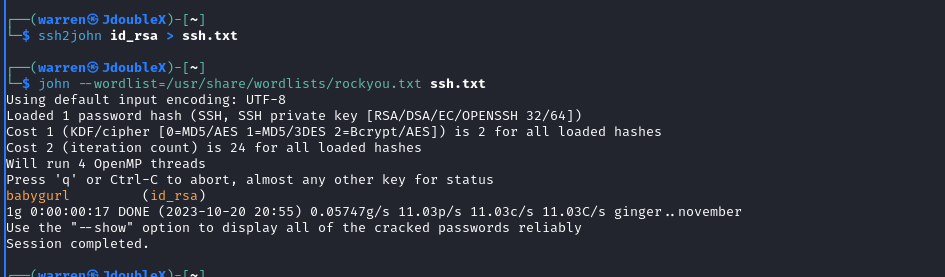 ┌──(warren㉿JdoubleX)-[~]
└─$ ssh2john id_rsa > ssh.txt
┌──(warren㉿JdoubleX)-[~]
└─$ john --wordlist=/usr/share/wordlists/rockyou.txt ssh.txt
Using default input encoding: UTF-8
Loaded 1 password hash (SSH, SSH private key [RSA/DSA/EC/OPENSSH 32/64])
Cost 1 (KDF/cipher [0=MD5/AES 1=MD5/3DES 2=Bcrypt/AES]) is 2 for all loaded hashes
Cost 2 (iteration count) is 24 for all loaded hashes
Will run 4 OpenMP threads
Press 'q' or Ctrl-C to abort, almost any other key for status
babygurl         (id_rsa)
1g 0:00:00:17 DONE (2023-10-20 20:55) 0.05747g/s 11.03p/s 11.03c/s 11.03C/s ginger..november
Use the "--show" option to display all of the cracked passwords reliably
Session completed.
┌──(warren㉿JdoubleX)-[~]